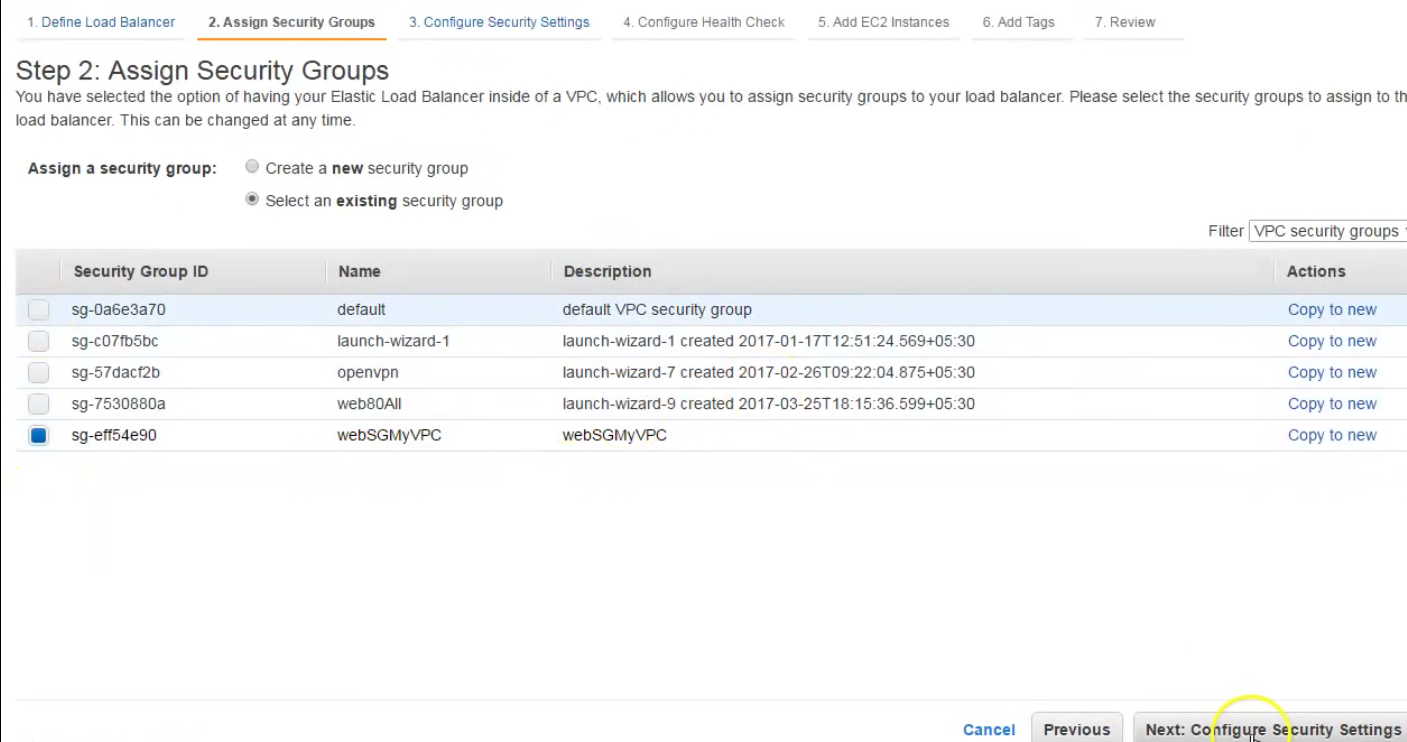 1. Define Load Balancer 2. Assign Security Groups 3. Configure Security Settings 4. Configure Health Check 5. Add EC2 Instances 6. Add Tags 7. Review
Step 2: Assign Security Groups
You have selected the option of having your Elastic Load Balancer inside of a VPC, which allows you to assign security groups to your load balancer. Please select the security groups to assign to th
load balancer. This can be changed at any time.
Assign a security group: Create a new security group
Select an existing security group
Filter VPC security groups
Security Group ID Name Description Actions
sg-0a6e3a70 default default VPC security group Copy to new
sg-c07fb5bc launch-wizard-1 launch-wizard-1 created 2017-01-17T12:51:24.569+05:30 Copy to new
sg-57dacf2b openvpn launch-wizard-7 created 2017-02-26T09:22:04.875+05:30 Copy to new
sg-7530880a web80All launch-wizard-9 created 2017-03-25T18:15:36.599+05:30 Copy to new
sg-eff54e90 webSGMyVPC webSGMyVPC Copy to new
Cancel Previous Next: Configure Security Settings